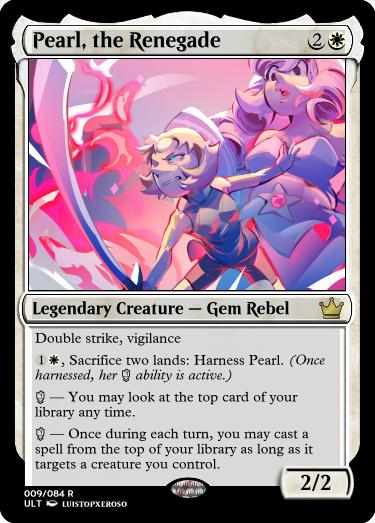 Pearl, the Renegade 2
Legendary Creature — Gem Rebel
Double strike, vigilance
1, Sacrifice two lands: Harness Pearl. (Once
harnessed, her ability is active.)
— You may look at the top card of your
library any time.
— Once during each turn, you may cast a
spell from the top of your library as long as it
targets a creature you control.
2/2
009/084 R
ULT LUISTOPXEROSO